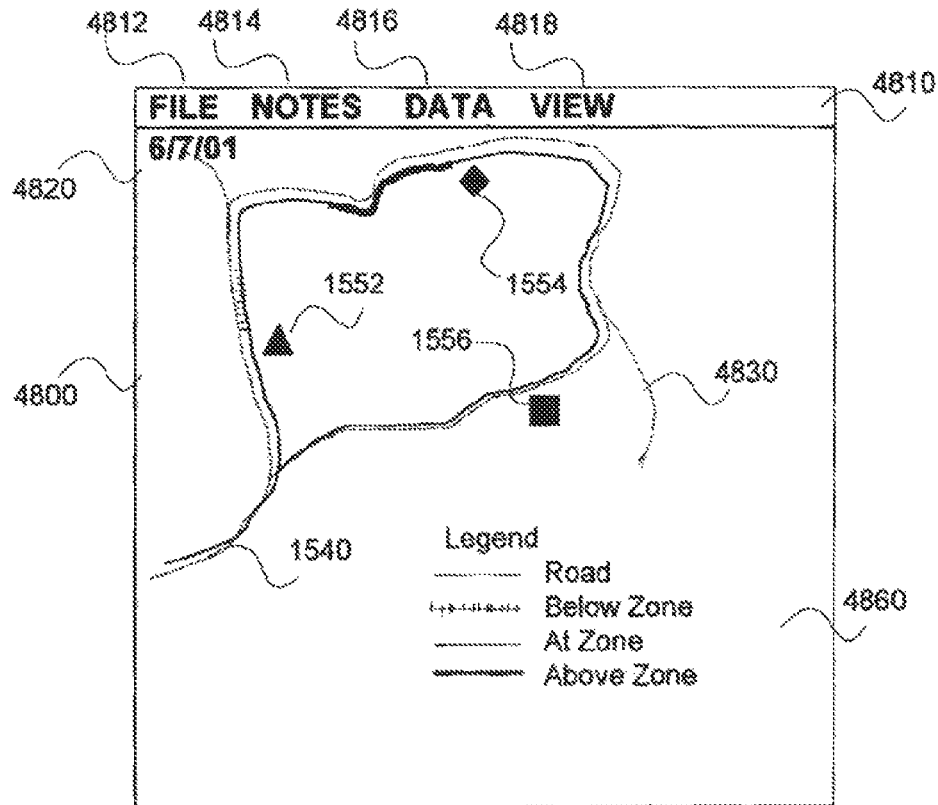 4812 4814 4816 4818
4810
FILE NOTES DATA VIEW
6/7/01
4820
1552
1554
1556
4800
4830
1540
Legend
Road
Below Zone
4860
At Zone
Above Zone